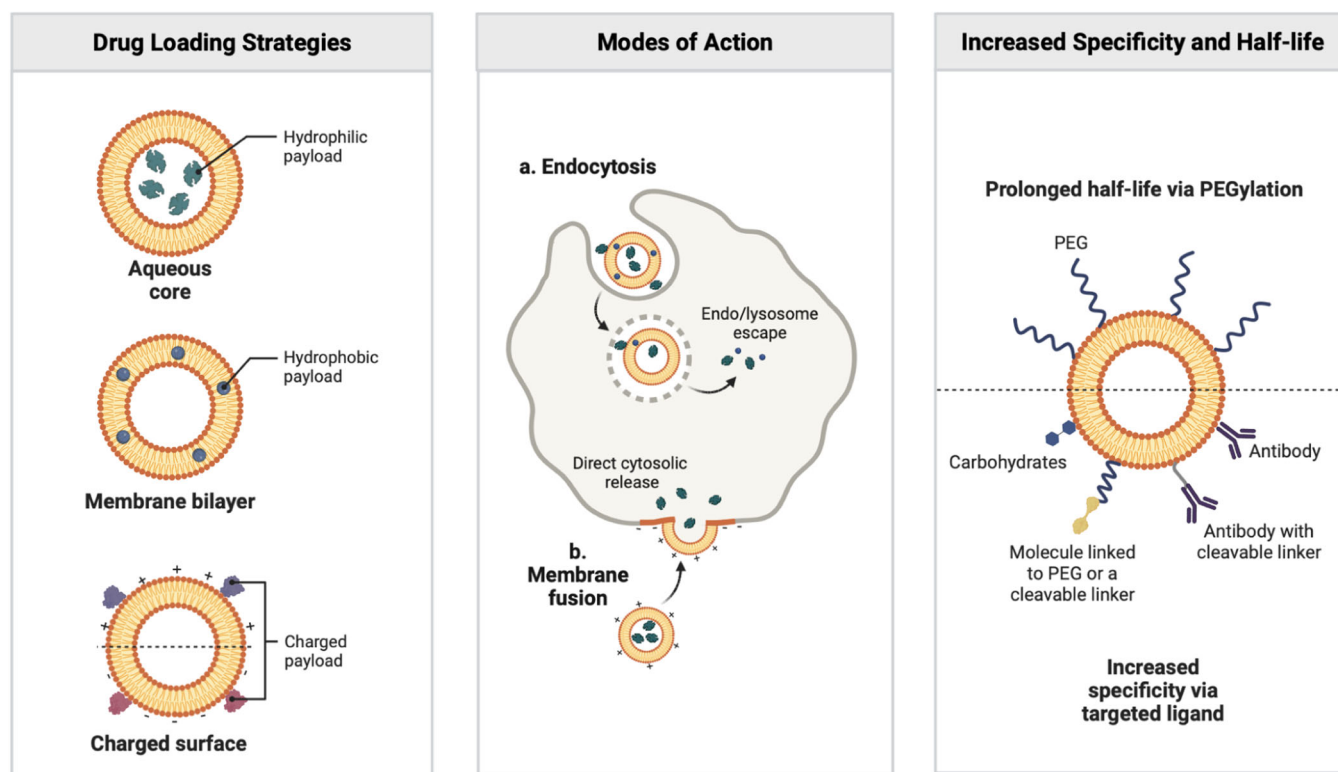 Drug Loading Strategies
Hydrophilic
payload
Aqueous
core
Hydrophobic
payload
Membrane bilayer
+ + +
+ +
Charged
payload
- -
- - -
Charged surface
Modes of Action
a. Endocytosis
Endo/lysosome
escape
Direct cytosolic
release
b.
Membrane
fusion
Increased Specificity and Half-life
Prolonged half-life via PEGylation
PEG
Carbohydrates
Antibody
Molecule linked
to PEG or a
cleavable linker
Antibody with
cleavable linker
Increased
specificity via
targeted ligand